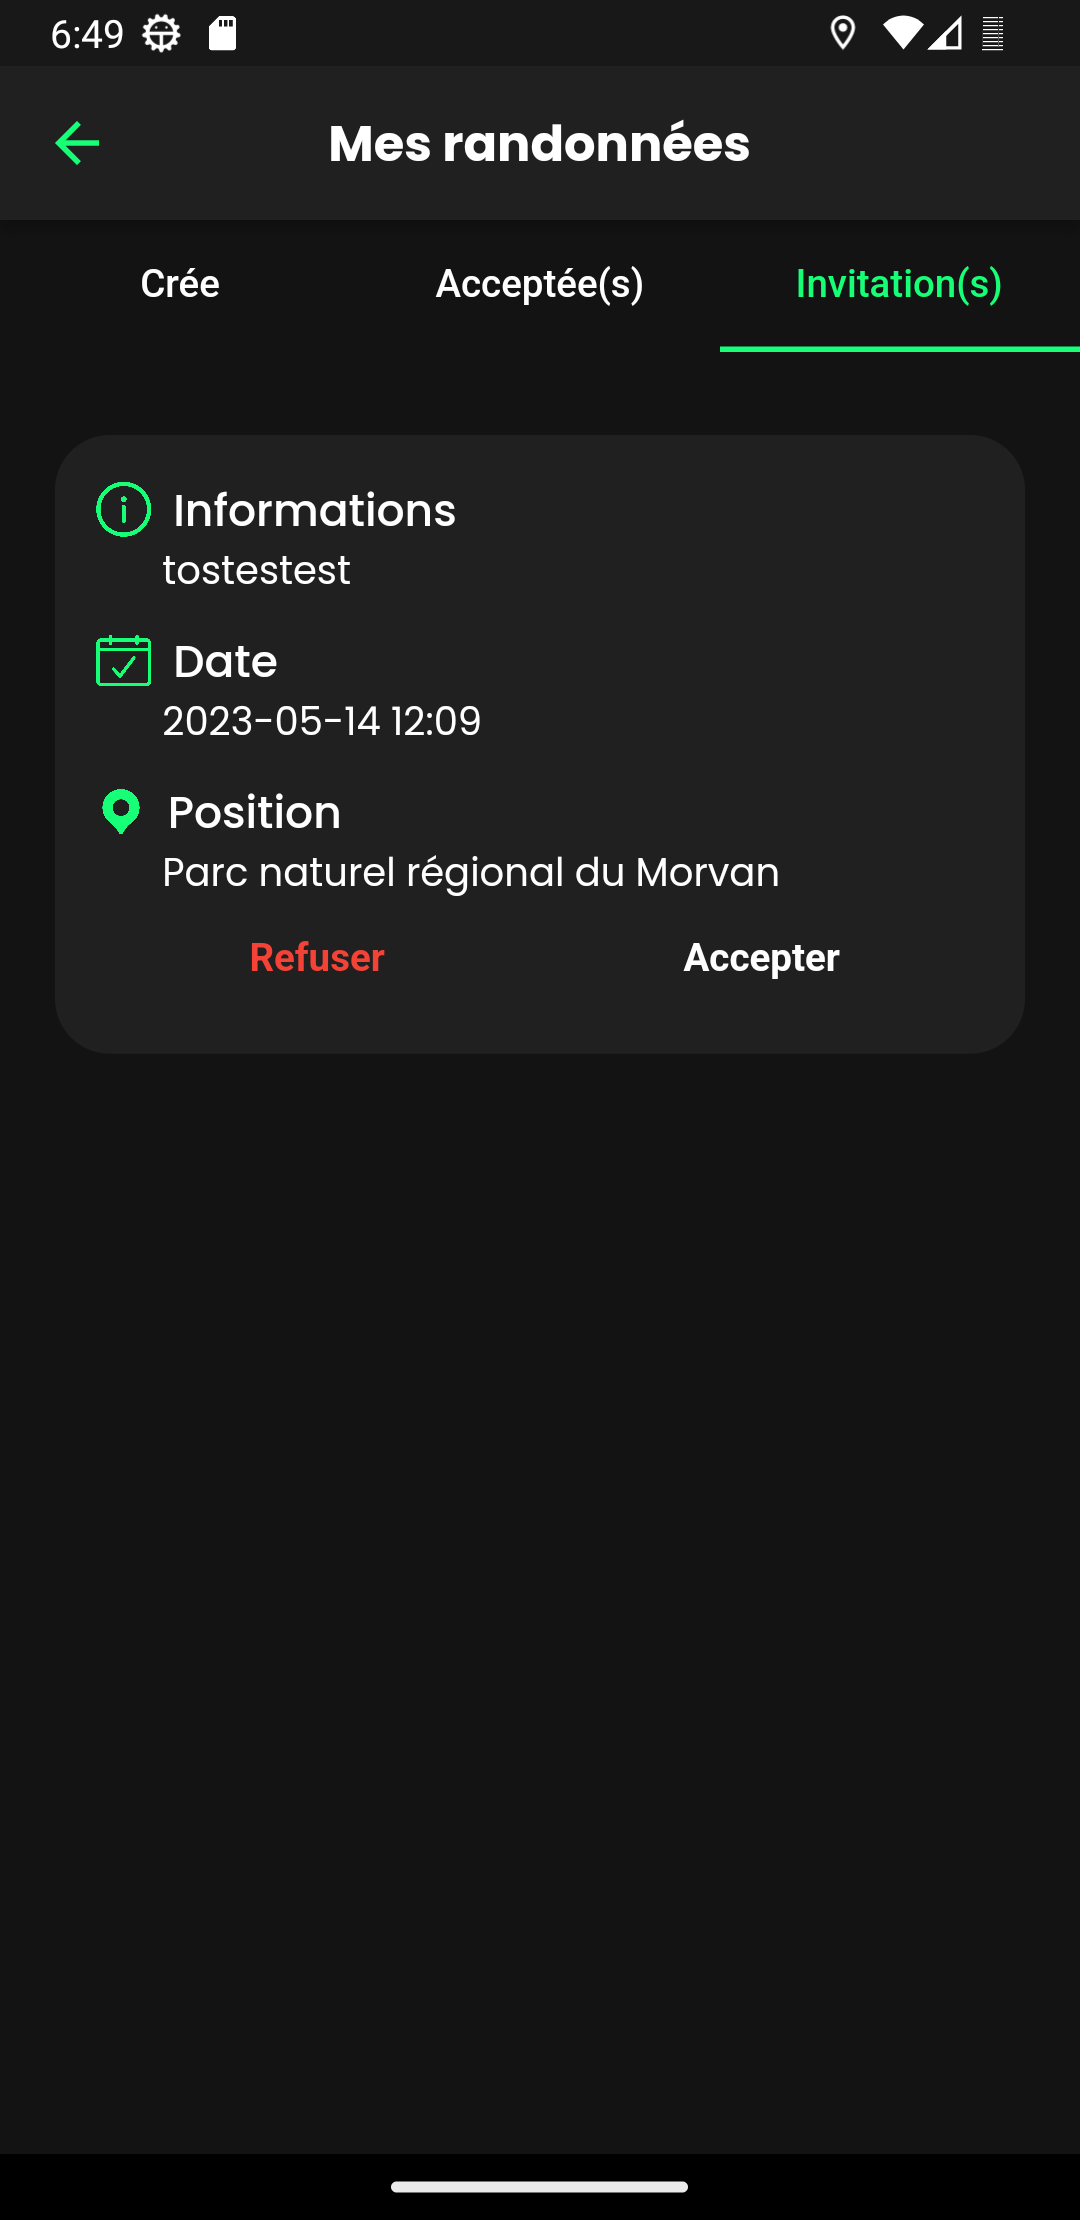 6:49
Mes randonnées
Crée Acceptée(s) Invitation(s)
Informations
tostestest
Date
2023-05-14 12:09
Position
Parc naturel régional du Morvan
Refuser Accepter